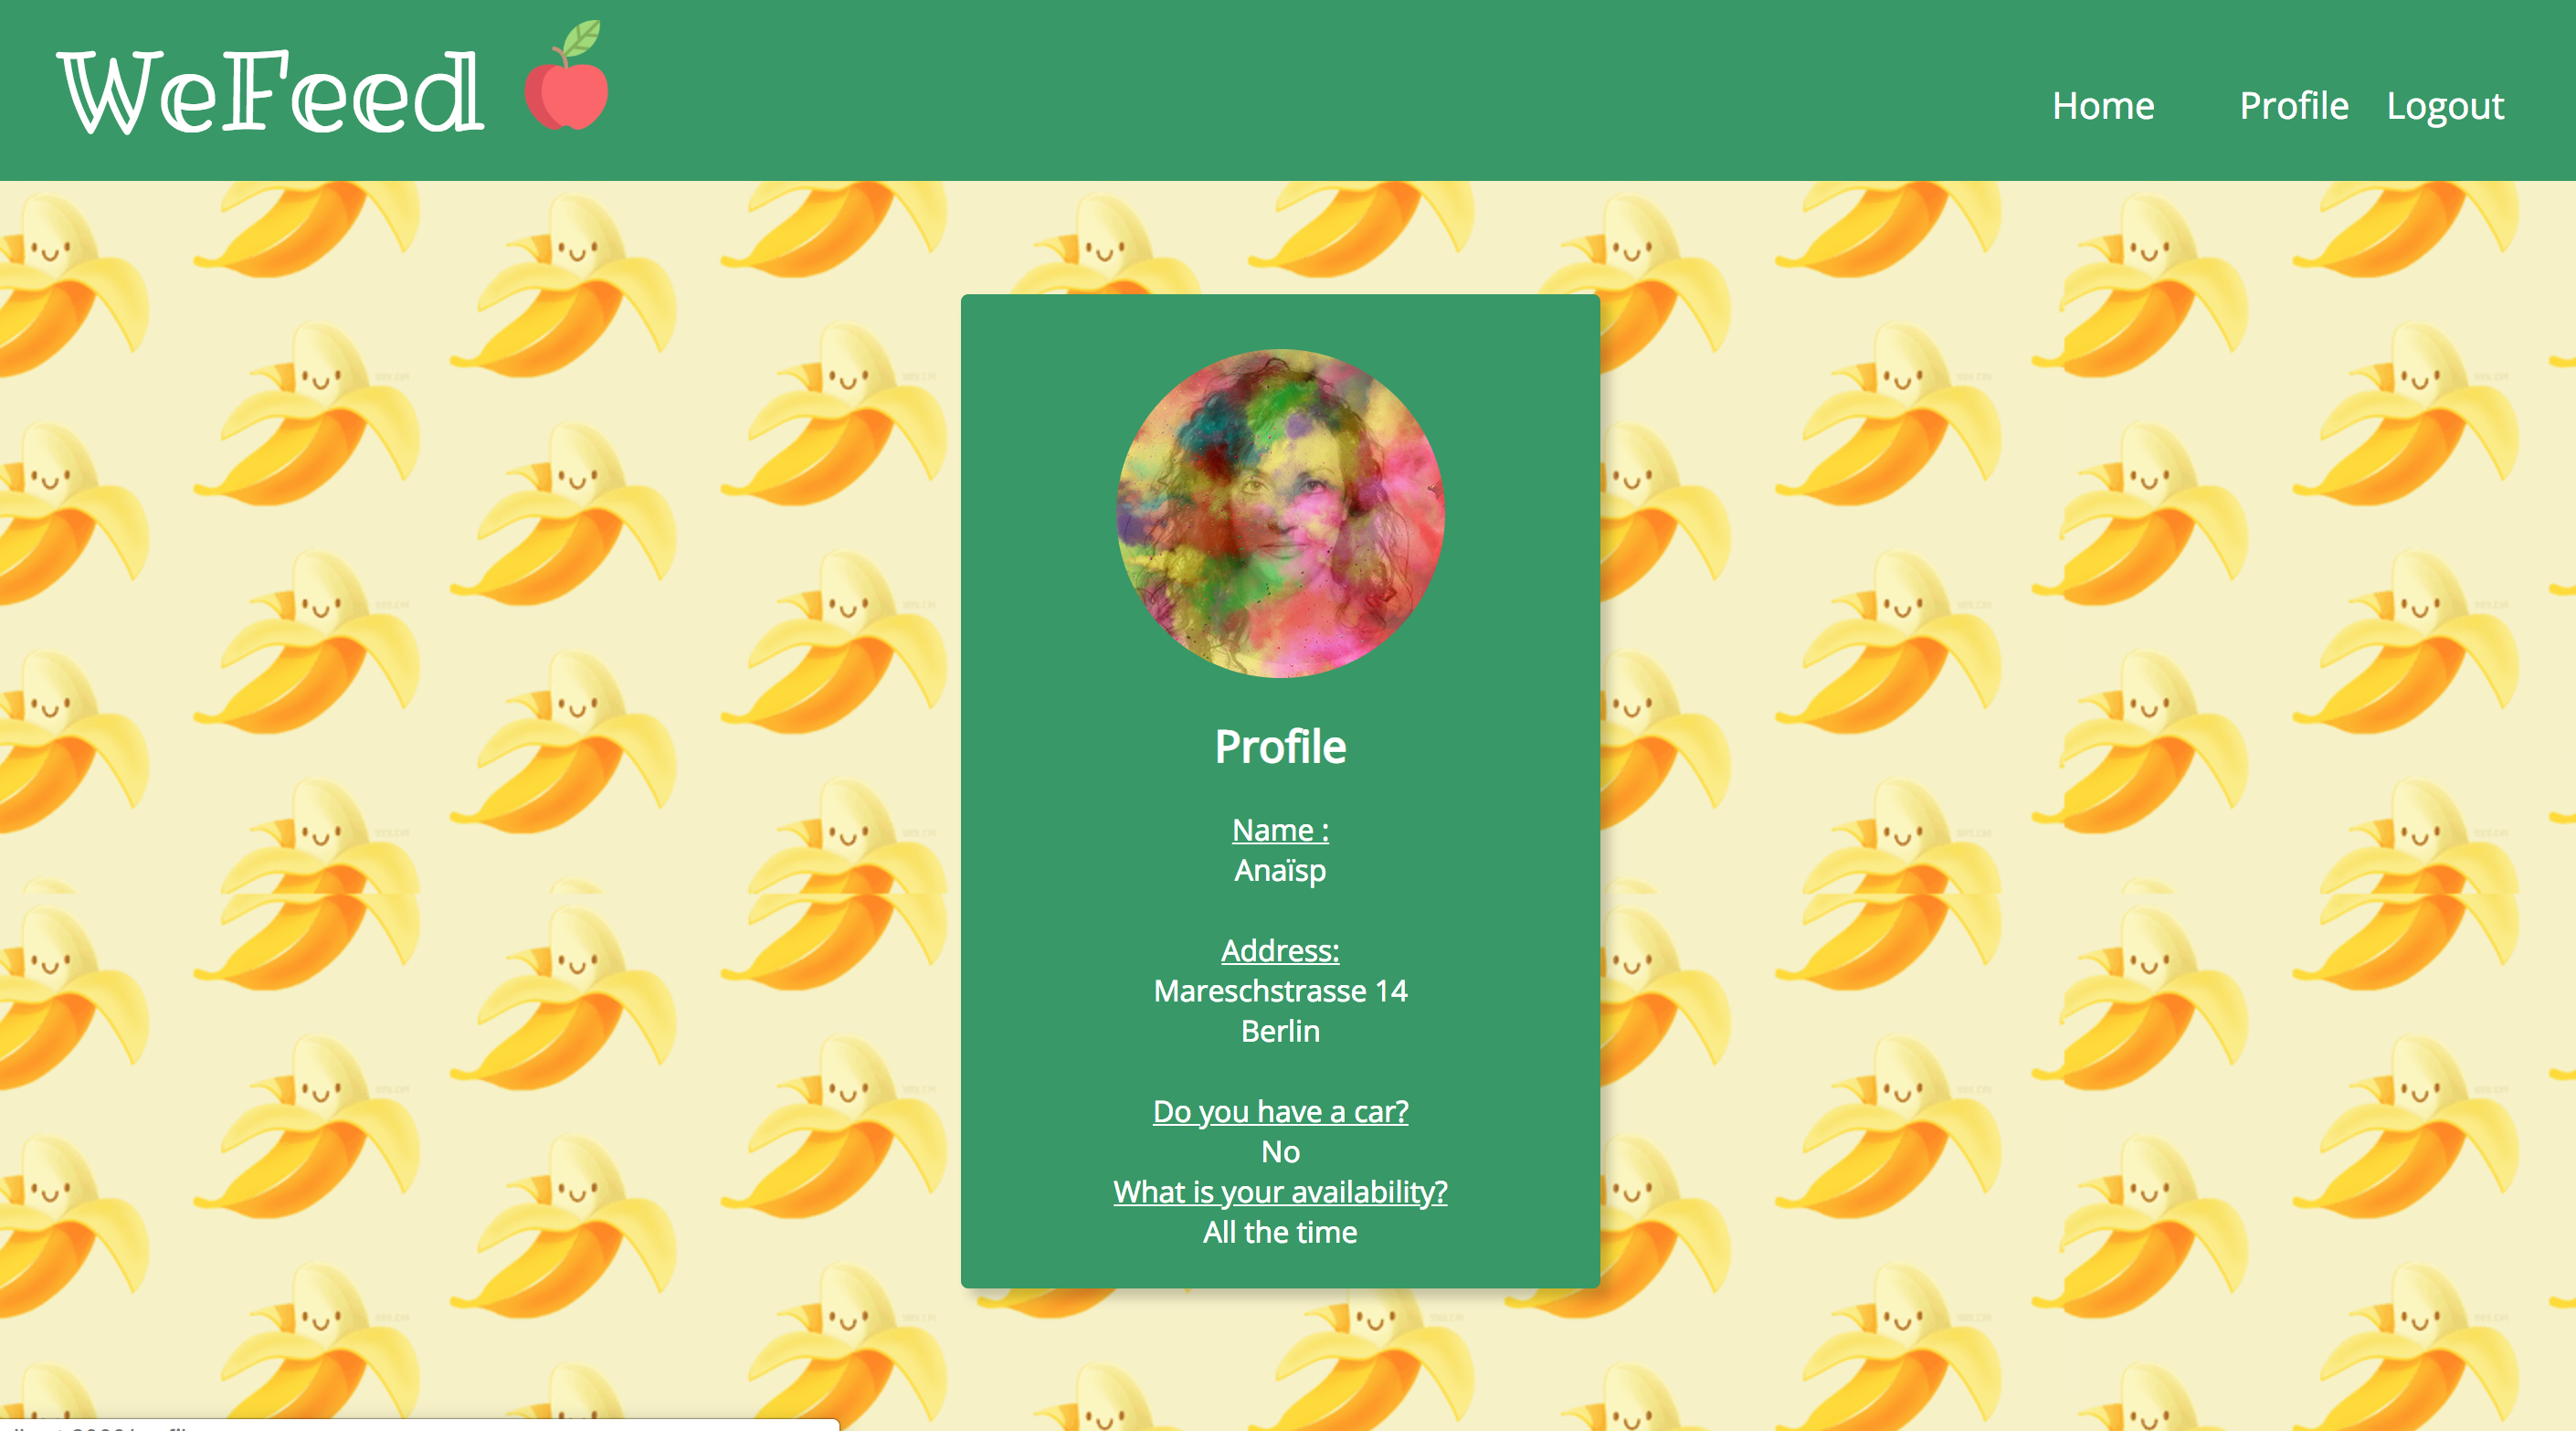 WeFeed
Home Profile Logout
Profile
Name :
Anaïsp
Address:
Mareschstrasse 14
Berlin
Do you have a car?
No
What is your availability?
All the time